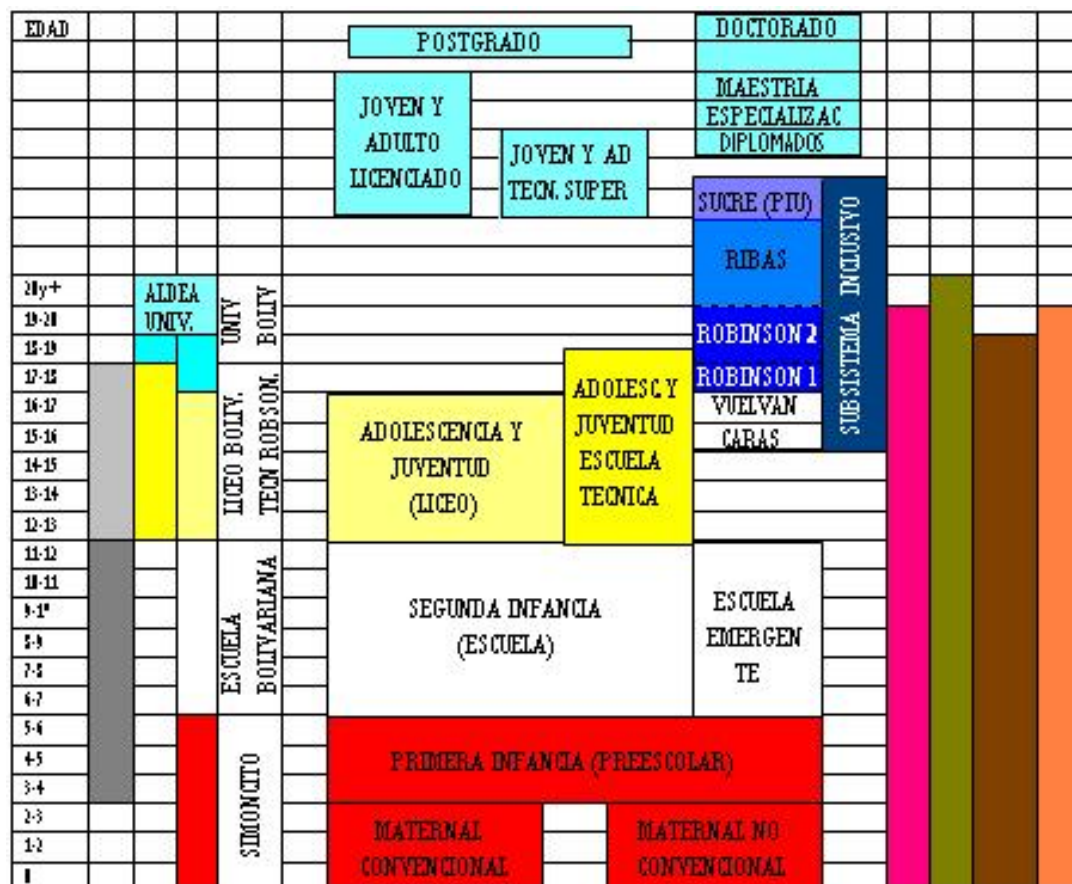 EDAD
POSTGRADO
DOCTORADO
MAESTRIA
ESPECIALIZAC
DIPLOMADOS
JOVEN Y
ADULTO
LICENCIADO
JOVEN Y AD
TECN. SUPER
SUCRE (PIU)
RIBAS
ROBINSON 2
ROBINSON 1
VUELVAN
CARAS
SUBSISTEMA INCLUSIVO
20y+
19-20
18-19
17-18
16-17
15-16
14-15
13-14
12-13
11-12
10-11
9-1º
8-9
7-8
6-7
5-6
4-5
3-4
2-3
1-2
ALDEA
UNIV.
UNIV
BOLIV
LICEO BOLIV.
TECN ROBSON.
ESCUELA
BOLIVARIANA
SIMONCITO
ADOLESCENCIA Y
JUVENTUD
(LICEO)
ADOLESC. Y
JUVENTUD
ESCUELA
TECNICA
SEGUNDA INFANCIA
(ESCUELA)
ESCUELA
EMERGEN
TE
PRIMERA INFANCIA (PREESCOLAR)
MATERNAL
CONVENCIONAL
MATERNAL NO
CONVENCIONAL